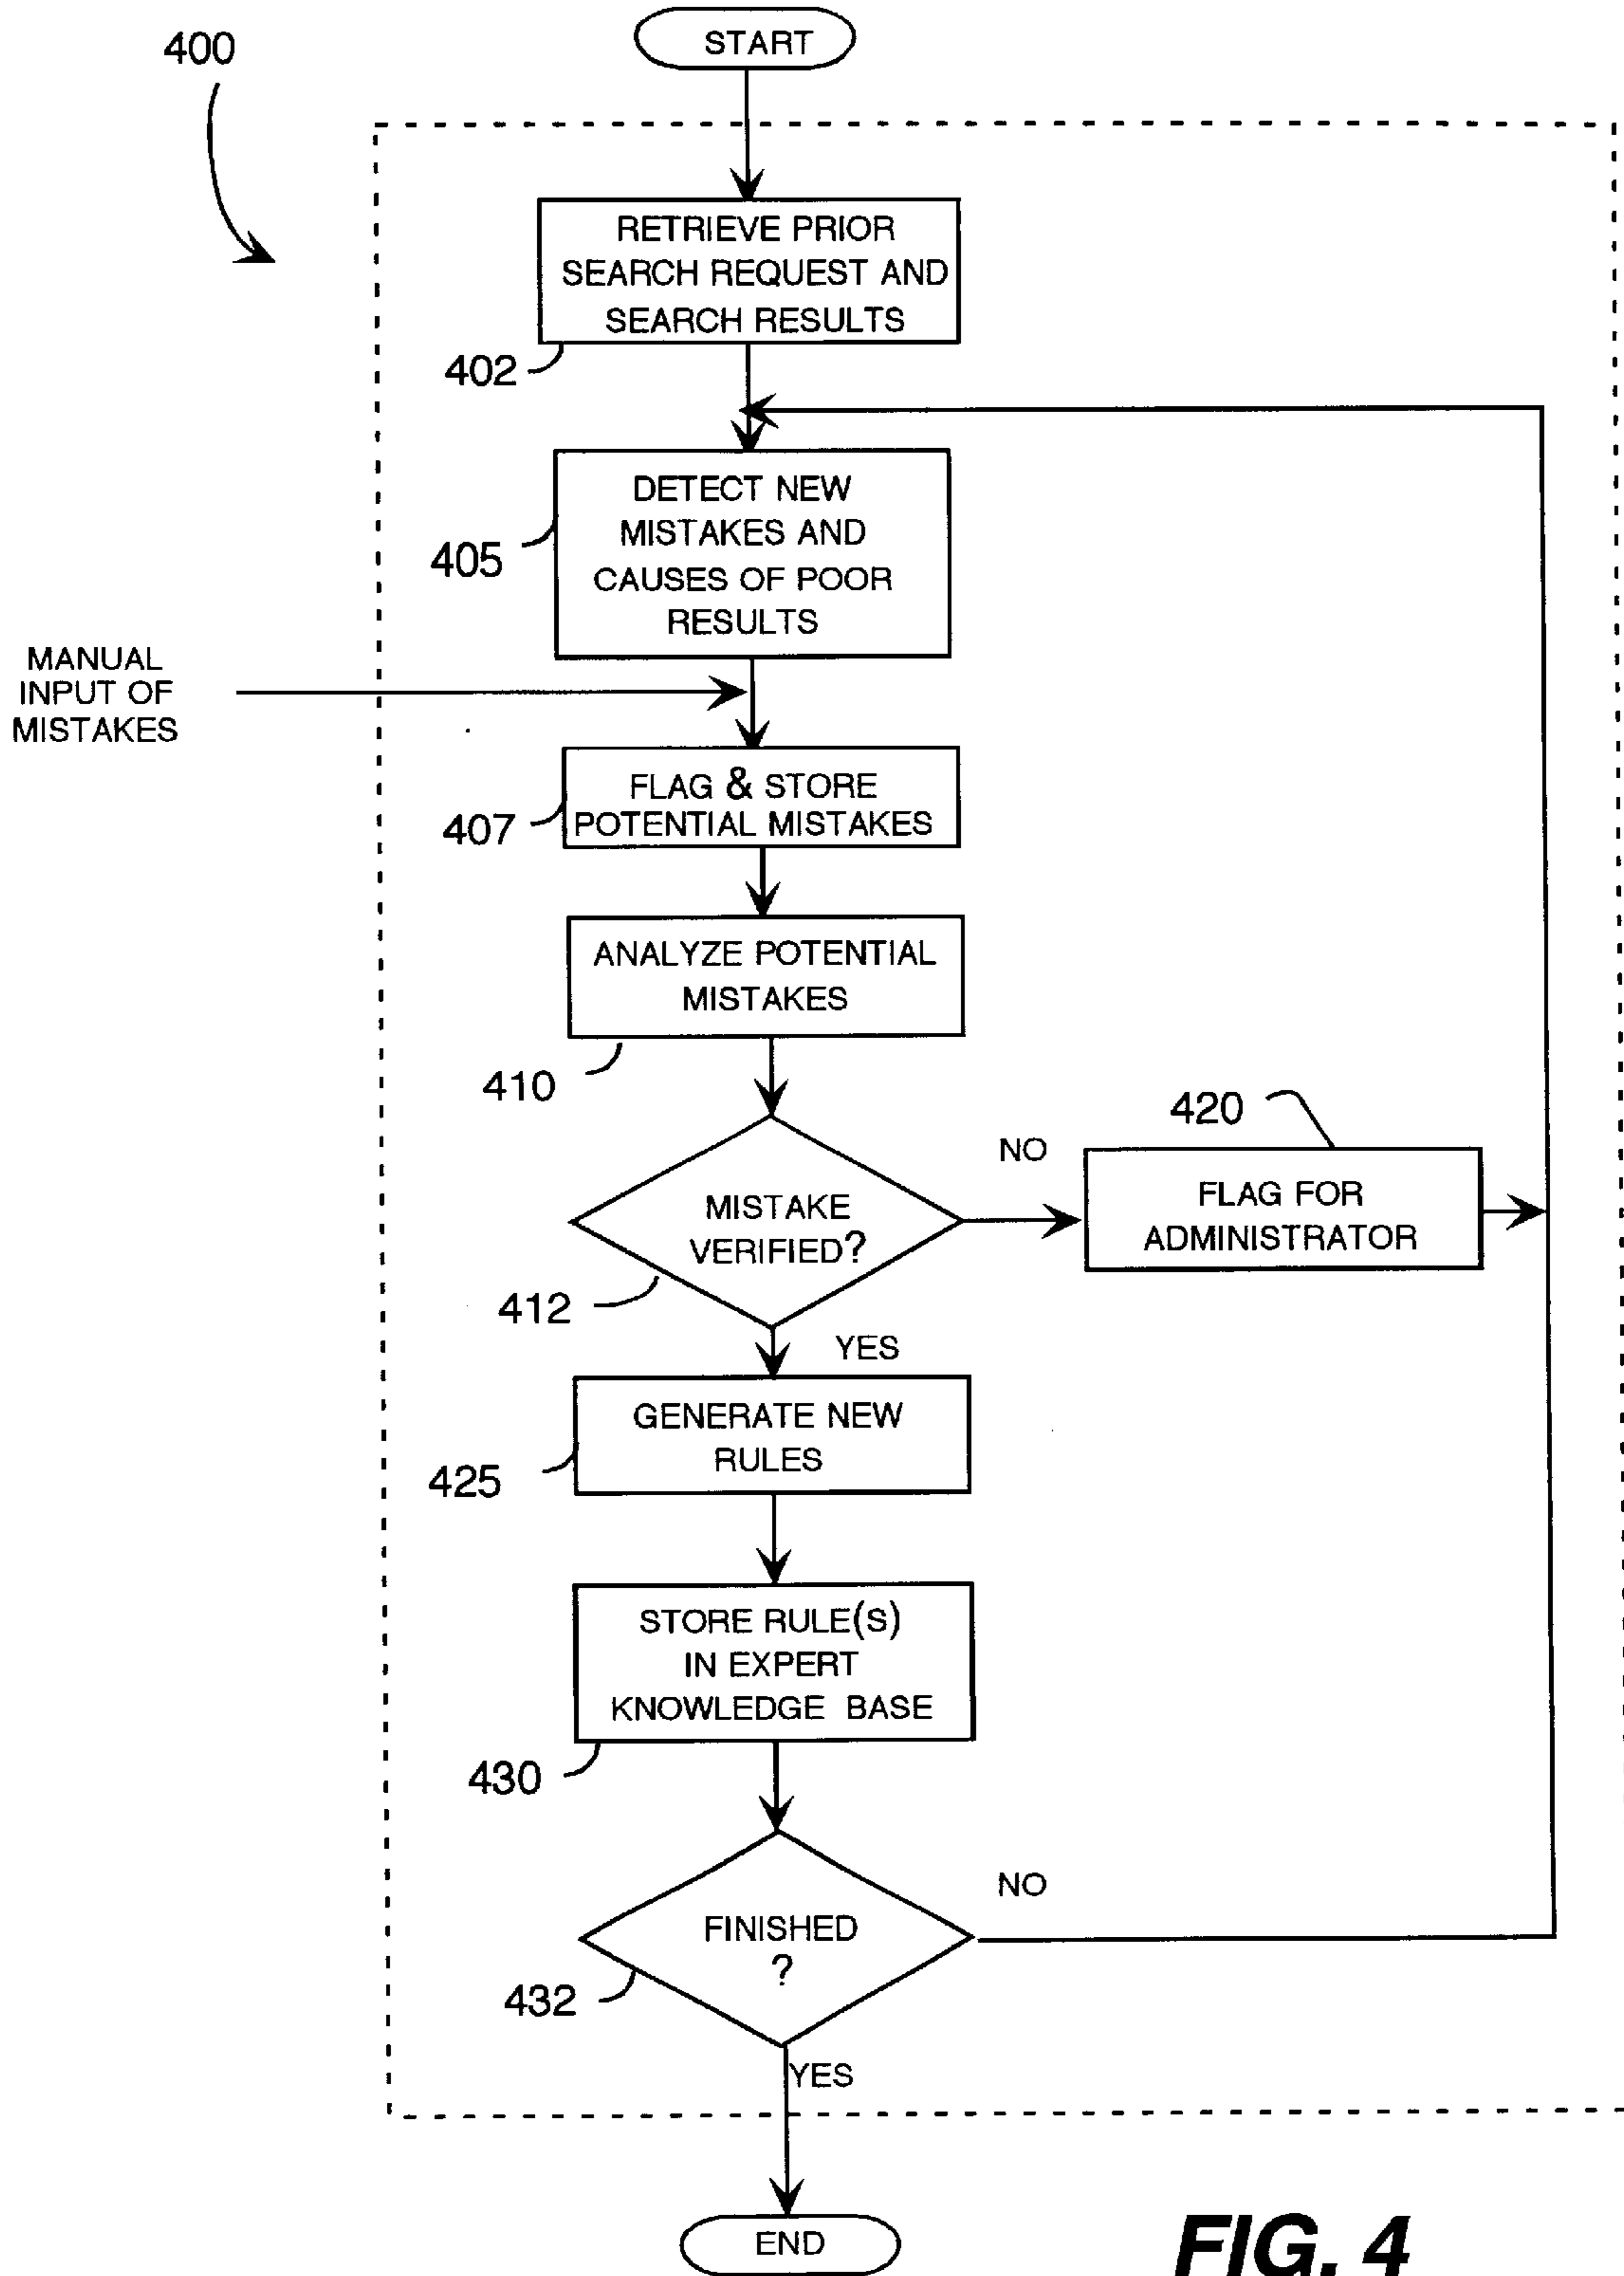 400
START
RETRIEVE PRIOR
SEARCH REQUEST AND
SEARCH RESULTS
402
DETECT NEW
MISTAKES AND
CAUSES OF POOR
RESULTS
405
MANUAL
INPUT OF
MISTAKES
FLAG & STORE
POTENTIAL MISTAKES
407
ANALYZE POTENTIAL
MISTAKES
410
MISTAKE
VERIFIED?
412
NO
420
FLAG FOR
ADMINISTRATOR
YES
GENERATE NEW
RULES
425
STORE RULE(S)
IN EXPERT
KNOWLEDGE BASE
430
FINISHED
?
432
NO
YES
END
FIG. 4